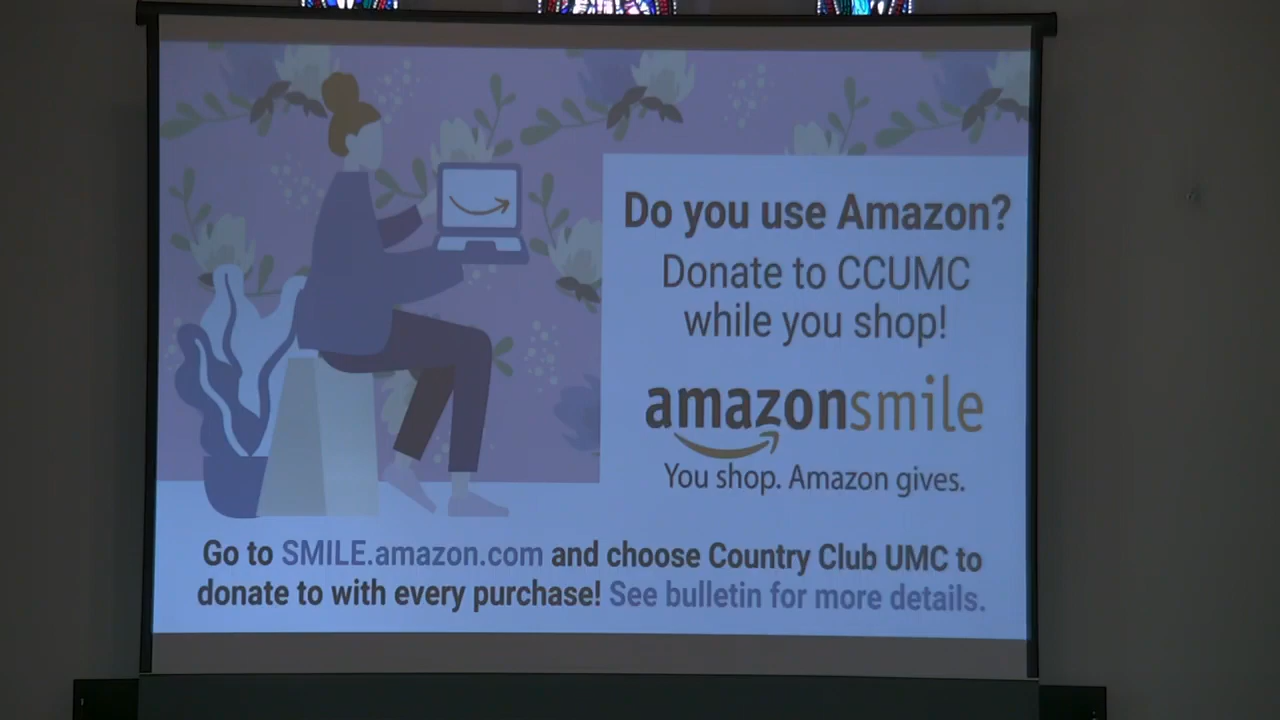 Do you use Amazon?
Donate to CCUMC
while you shop!
amazonsmile
You shop. Amazon gives.
Go to SMILE.amazon.com and choose Country Club UMC to
donate to with every purchase! See bulletin for more details.